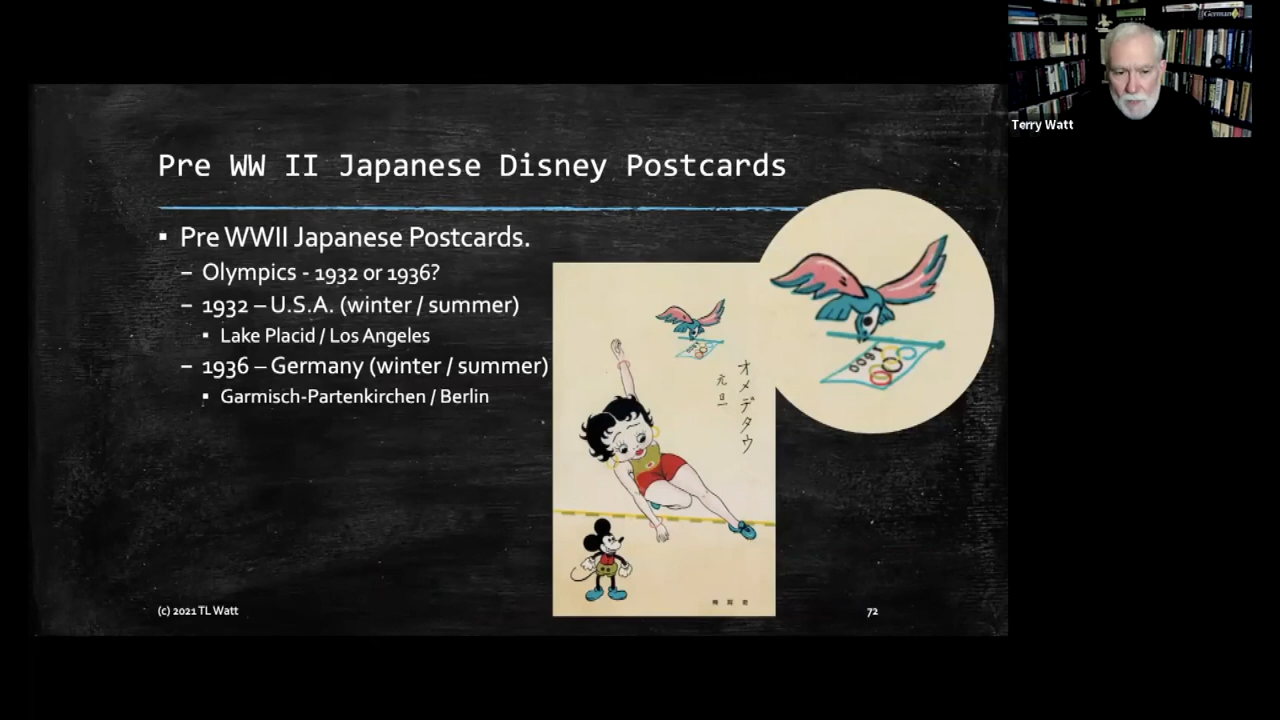 German
Terry Watt
Pre WW II Japanese Disney Postcards
▪ Pre WWII Japanese Postcards.
– Olympics - 1932 or 1936?
– 1932 – U.S.A. (winter / summer)
▪ Lake Placid / Los Angeles
– 1936 – Germany (winter / summer)
▪ Garmisch-Partenkirchen / Berlin
オメデタウ
元旦
(c) 2021 TL Watt
72